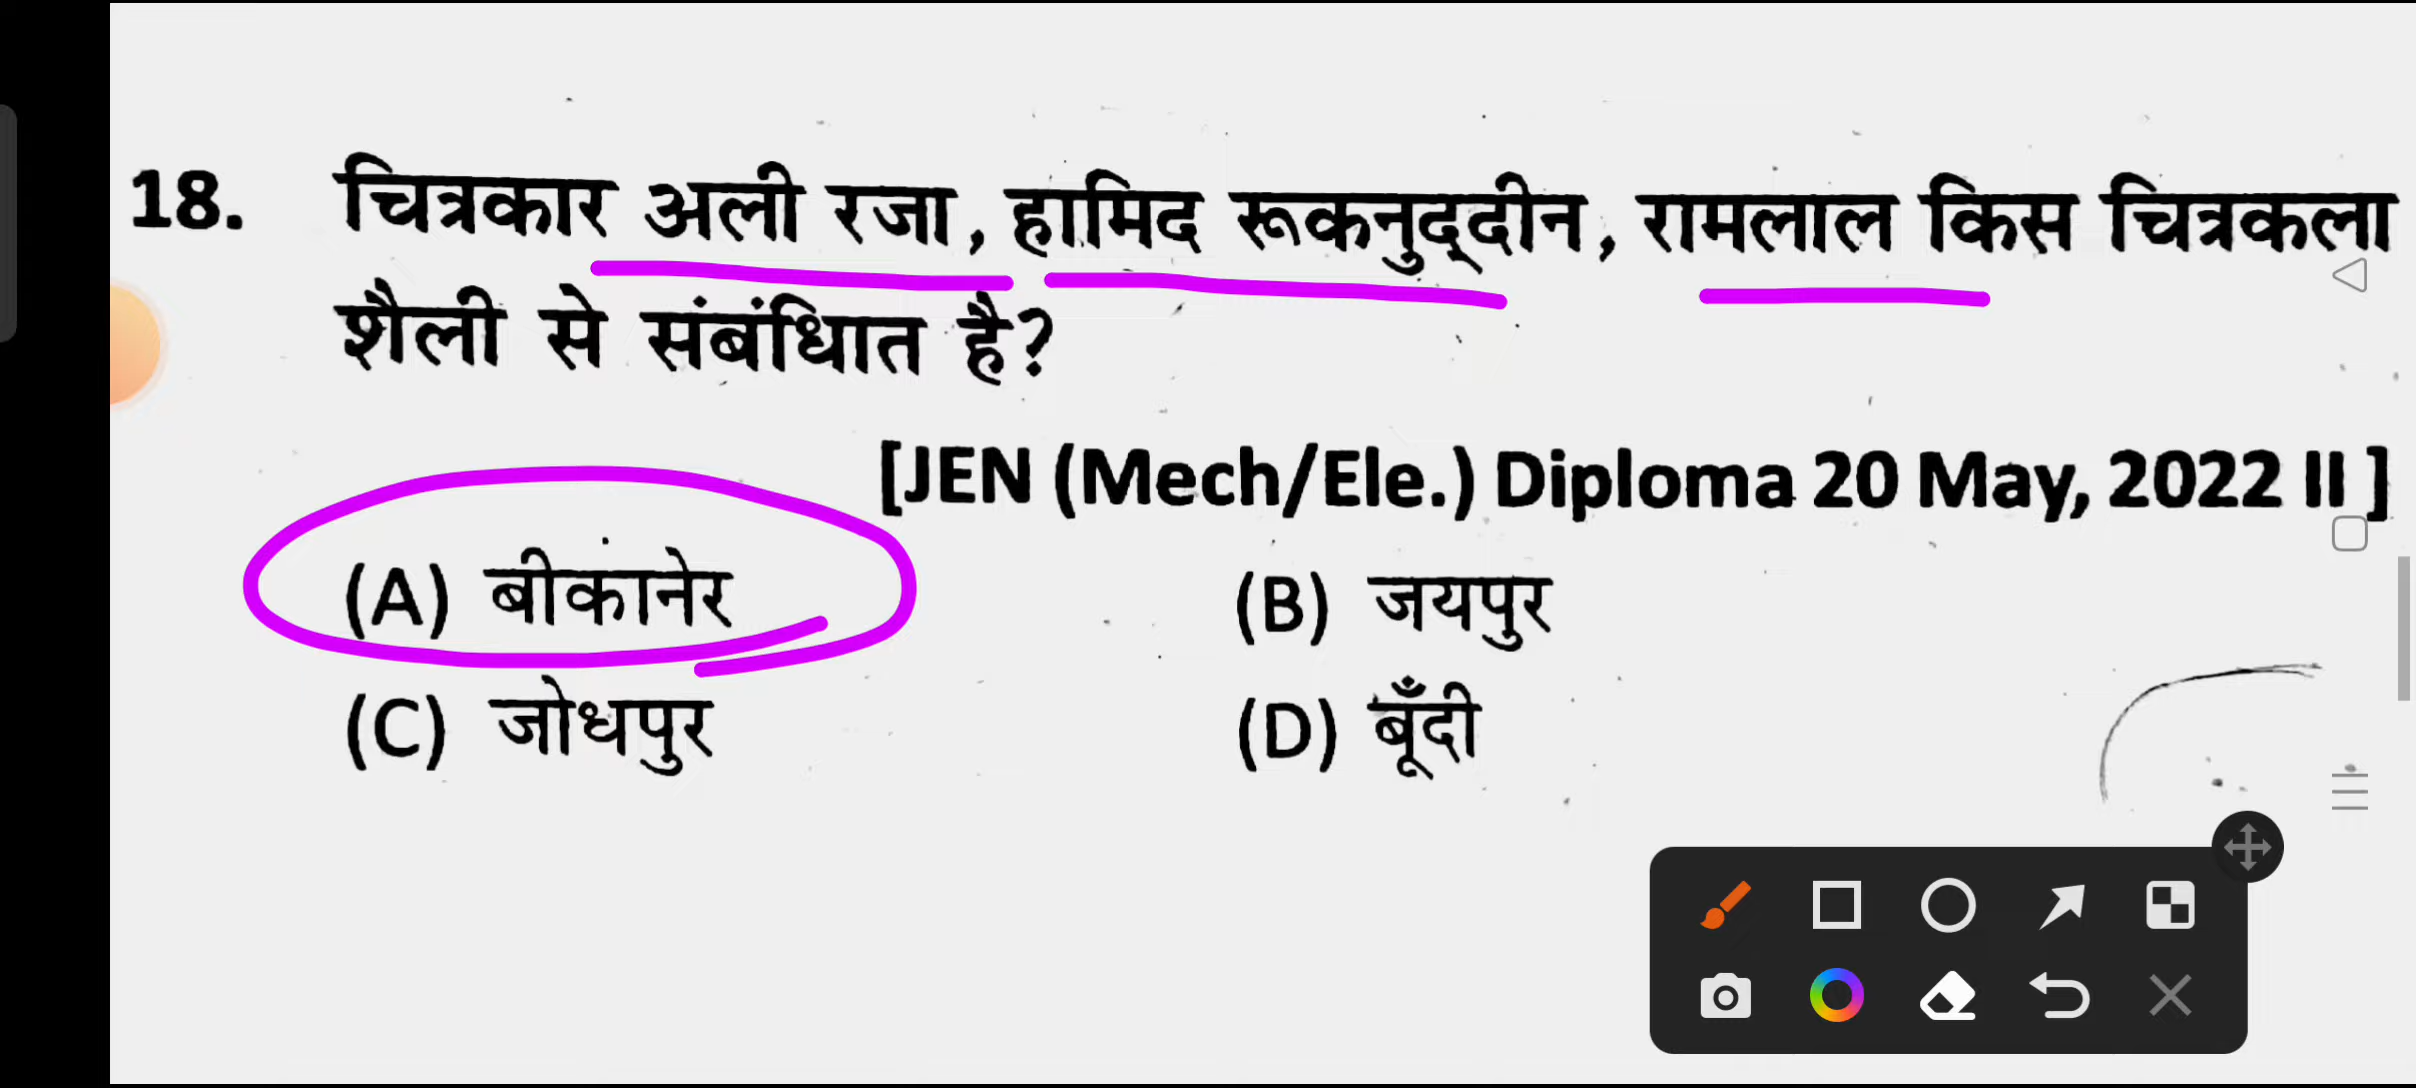 18. चित्रकार अली रजा, हामिद रूकनुद्दीन, रामलाल किस चित्रकला
शैली से संबंधिात है?
[JEN (Mech/Ele.) Diploma 20 May, 2022 II ]
(A) बीकानेर (B) जयपुर
(C) जोधपुर (D) बूँदी